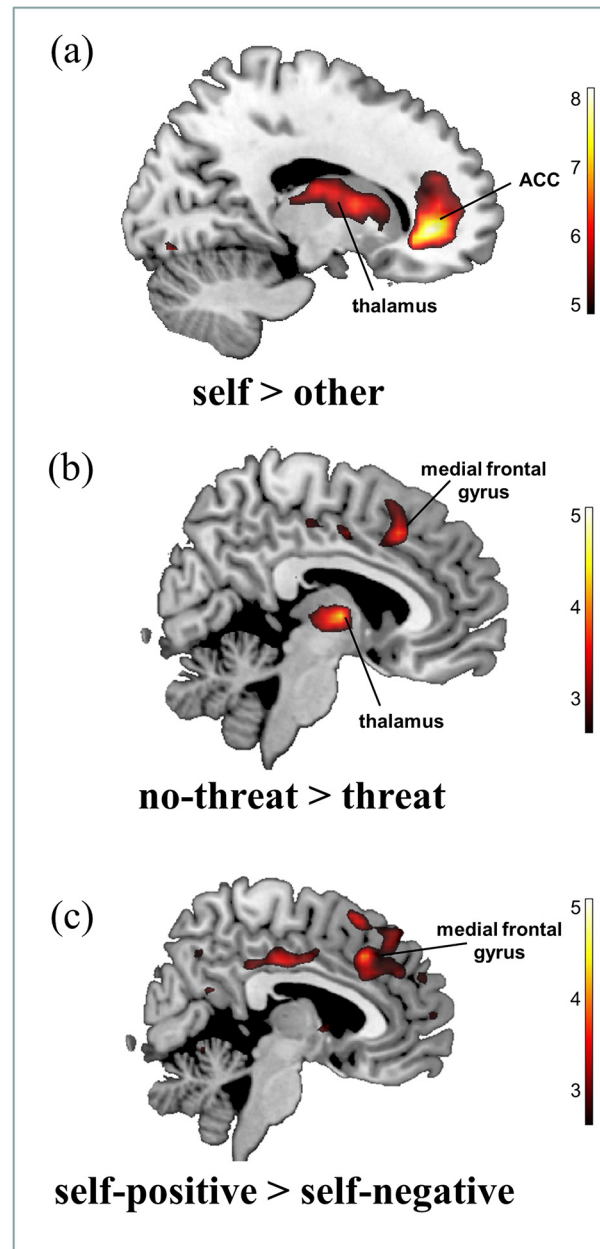 (a)
8
7
6
5
ACC
thalamus
self > other
(b)
medial frontal
gyrus
5
4
3
thalamus
no-threat > threat
(c)
medial frontal
gyrus
5
4
3
self-positive > self-negative